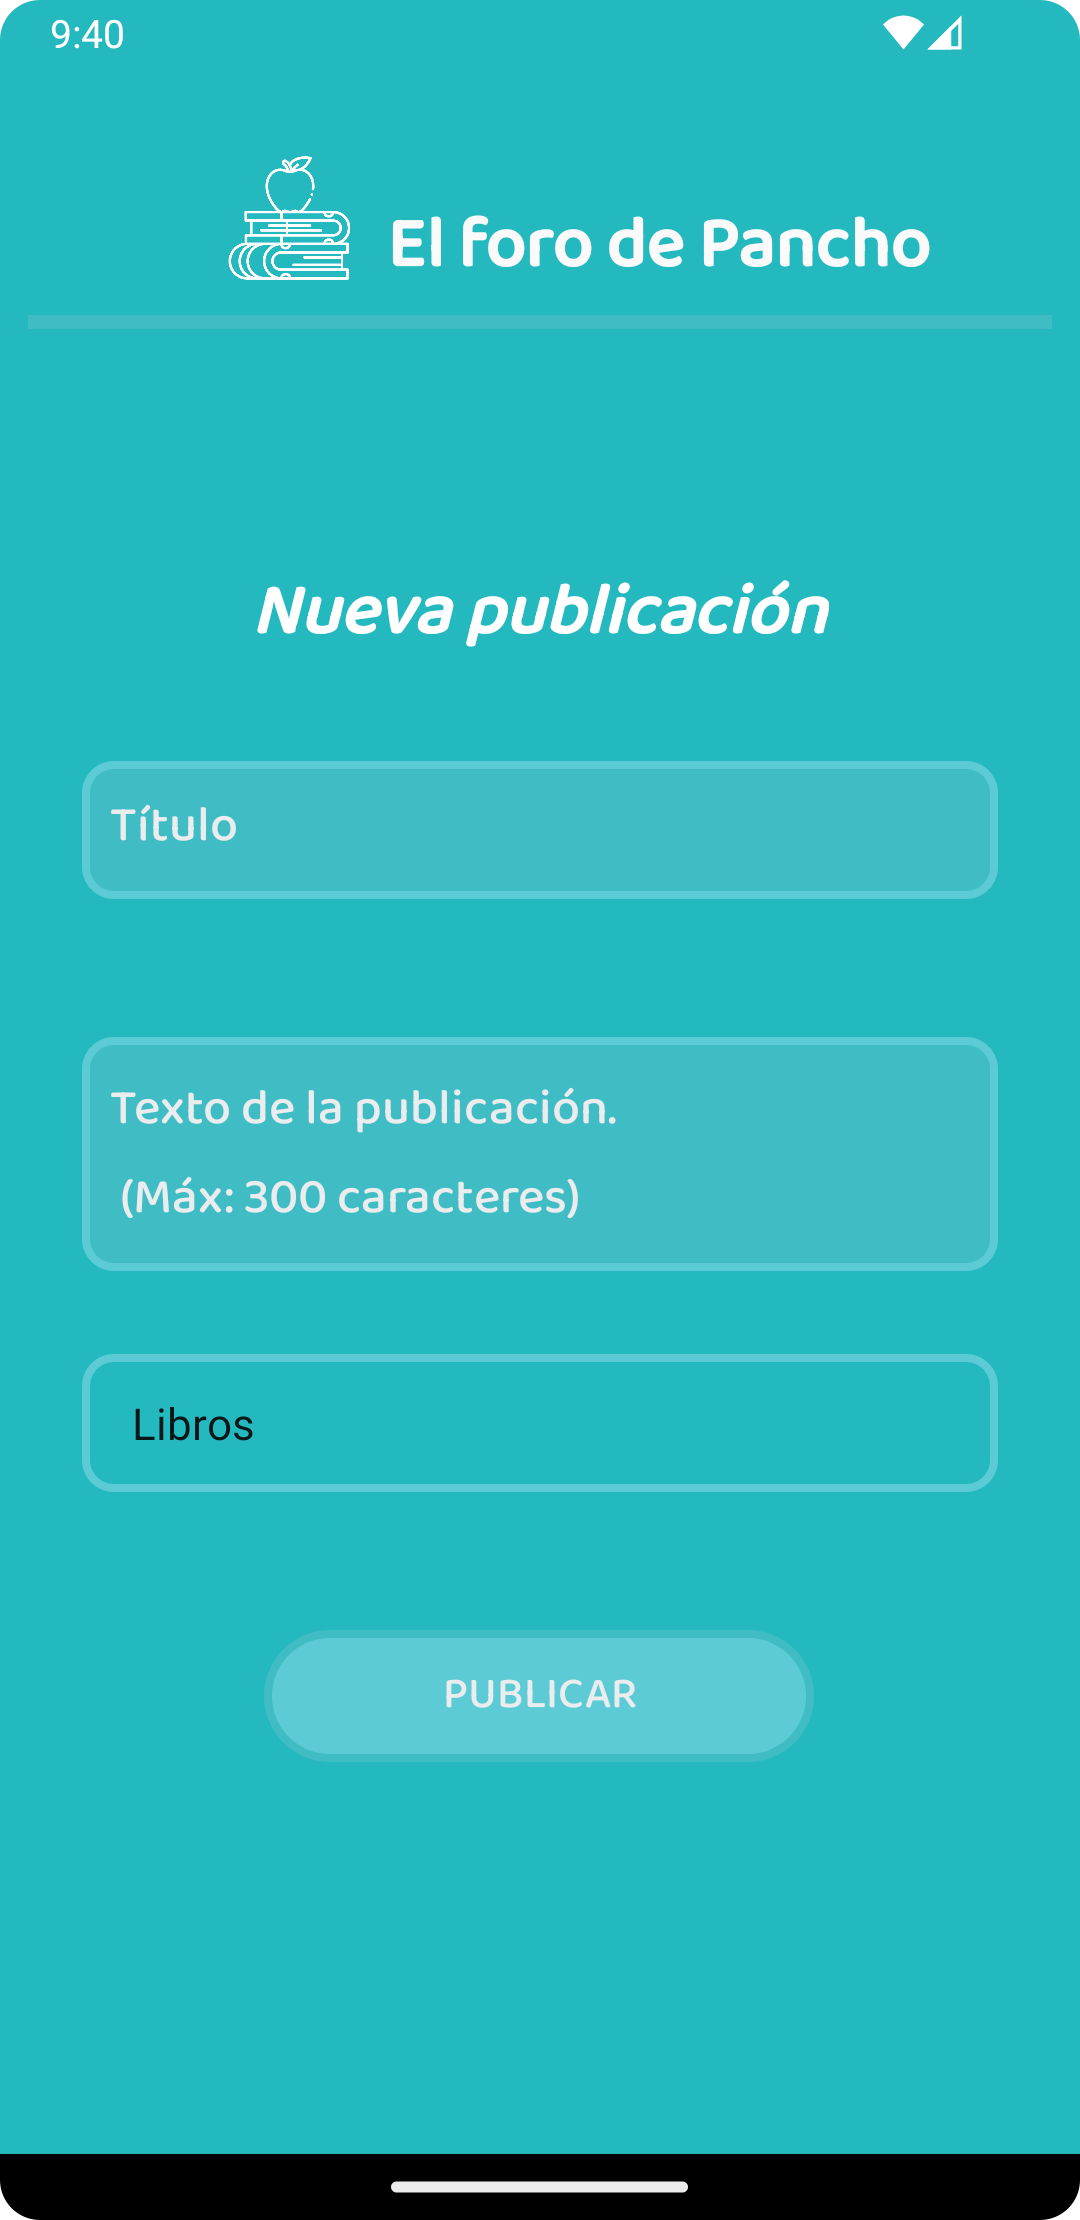 9:40
El foro de Pancho
Nueva publicación
Título
Texto de la publicación.
(Máx: 300 caracteres)
Libros
PUBLICAR